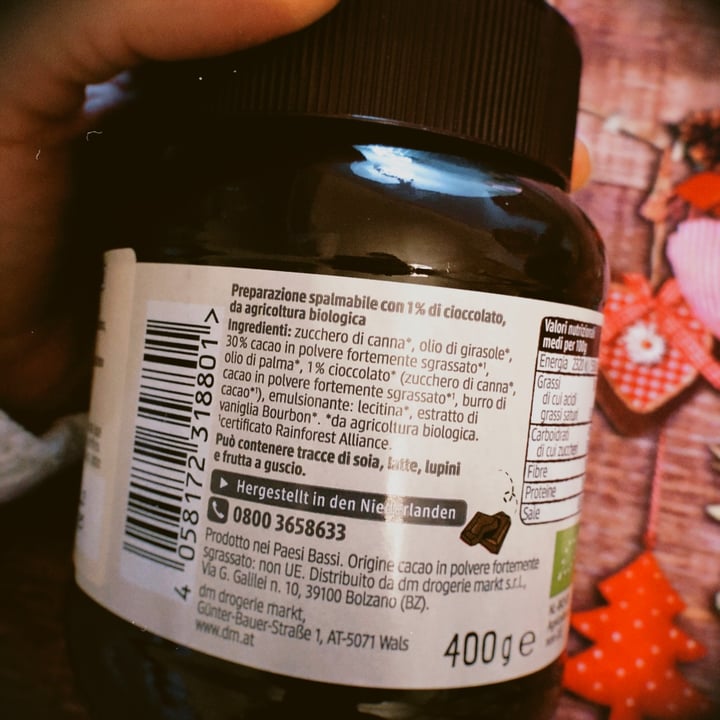 Preparazione spalmabile con 1% di cioccolato,
da agricoltura biologica
Ingredienti: zucchero di canna*, olio di girasole*,
30% cacao in polvere fortemente sgrassato*¹,
olio di palma*, 1% cioccolato* (zucchero di canna*,
cacao in polvere fortemente sgrassato*¹, burro di
cacao*¹), emulsionante: lecitina*, estratto di
vaniglia Bourbon*. *da agricoltura biologica.
¹certificato Rainforest Alliance.
Può contenere tracce di soia, latte, lupini
e frutta a guscio.
Hergestellt in den Niederlanden
0800 3658633
Prodotto nei Paesi Bassi. Origine cacao in polvere fortemente
sgrassato: non UE. Distribuito da dm drogerie markt s.r.l.,
Via G. Galilei n. 10, 39100 Bolzano (BZ).
dm drogerie markt,
Günter-Bauer-Straße 1, AT-5071 Wals
www.dm.at
400g e
4 058172 318801 >
Valori nutrizionali
medi per 100g
Energia
Grassi
di cui acidi
grassi saturi
Carboidrati
di cui zuccheri
Fibre
Proteine
Sale